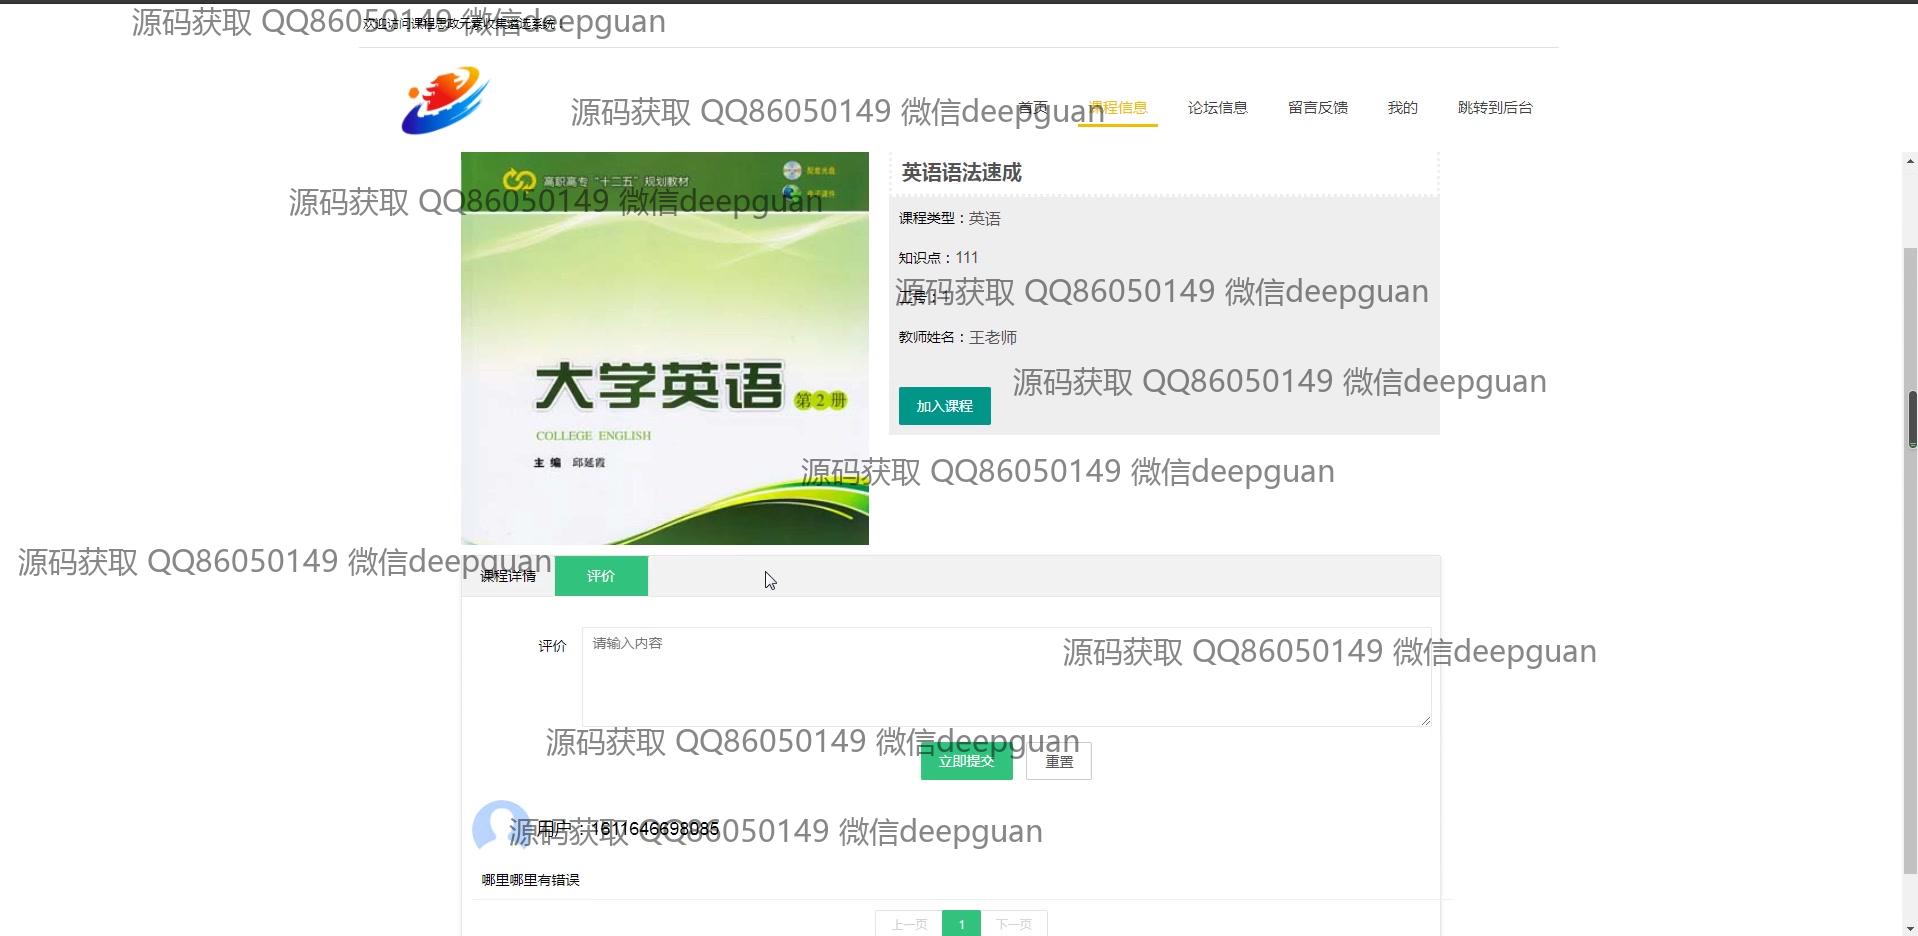 欢迎访问课程思政元素收集遴选系统！
源码获取 QQ86050149 微信deepguan
首页 课程信息 论坛信息 留言反馈 我的 跳转到后台
源码获取 QQ86050149 微信deepguan
高职高专“十二五”规划教材
配套光盘
电子课件
英语语法速成
源码获取 QQ86050149 微信deepguan
课程类型：英语
知识点：111
工号：1
源码获取 QQ86050149 微信deepguan
教师姓名：王老师
大学英语 第2册
源码获取 QQ86050149 微信deepguan
加入课程
COLLEGE ENGLISH
主编 邱延霞
源码获取 QQ86050149 微信deepguan
源码获取 QQ86050149 微信deepguan
课程详情 评价
评价 请输入内容
源码获取 QQ86050149 微信deepguan
源码获取 QQ86050149 微信deepguan
立即提交 重置
用户：1611646698085
源码获取 QQ86050149 微信deepguan
哪里哪里有错误
上一页 1 下一页